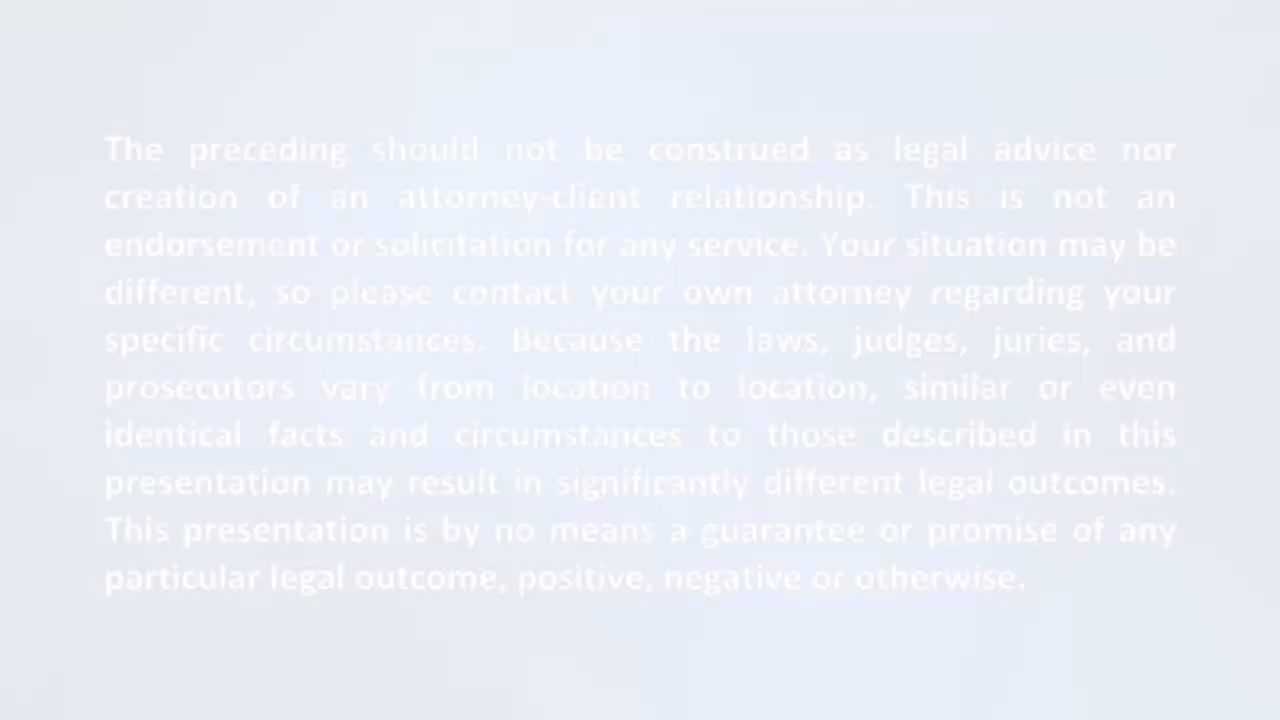 The preceding should not be construed as legal advice nor
creation of an attorney-client relationship. This is not an
endorsement or solicitation for any service. Your situation may be
different, so please contact your own attorney regarding your
specific circumstances. Because the laws, judges, juries, and
prosecutors vary from location to location, similar or even
identical facts and circumstances to those described in this
presentation may result in significantly different legal outcomes.
This presentation is by no means a guarantee or promise of any
particular legal outcome, positive, negative or otherwise.